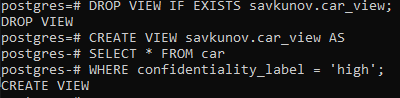 postgres=# DROP VIEW IF EXISTS savkunov.car_view;
DROP VIEW
postgres=# CREATE VIEW savkunov.car_view AS
postgres-# SELECT * FROM car
postgres-# WHERE confidentiality_label = 'high';
CREATE VIEW